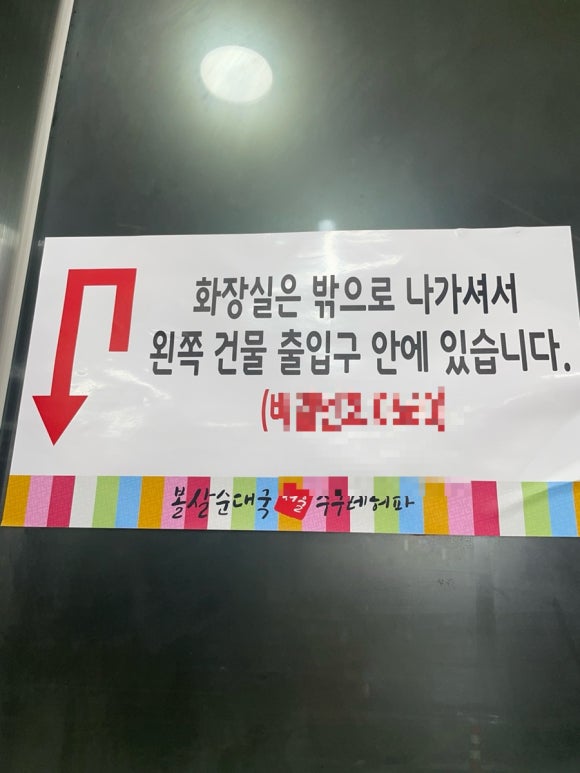 화장실은 밖으로 나가셔서
왼쪽 건물 출입구 안에 있습니다.
볼살순대국